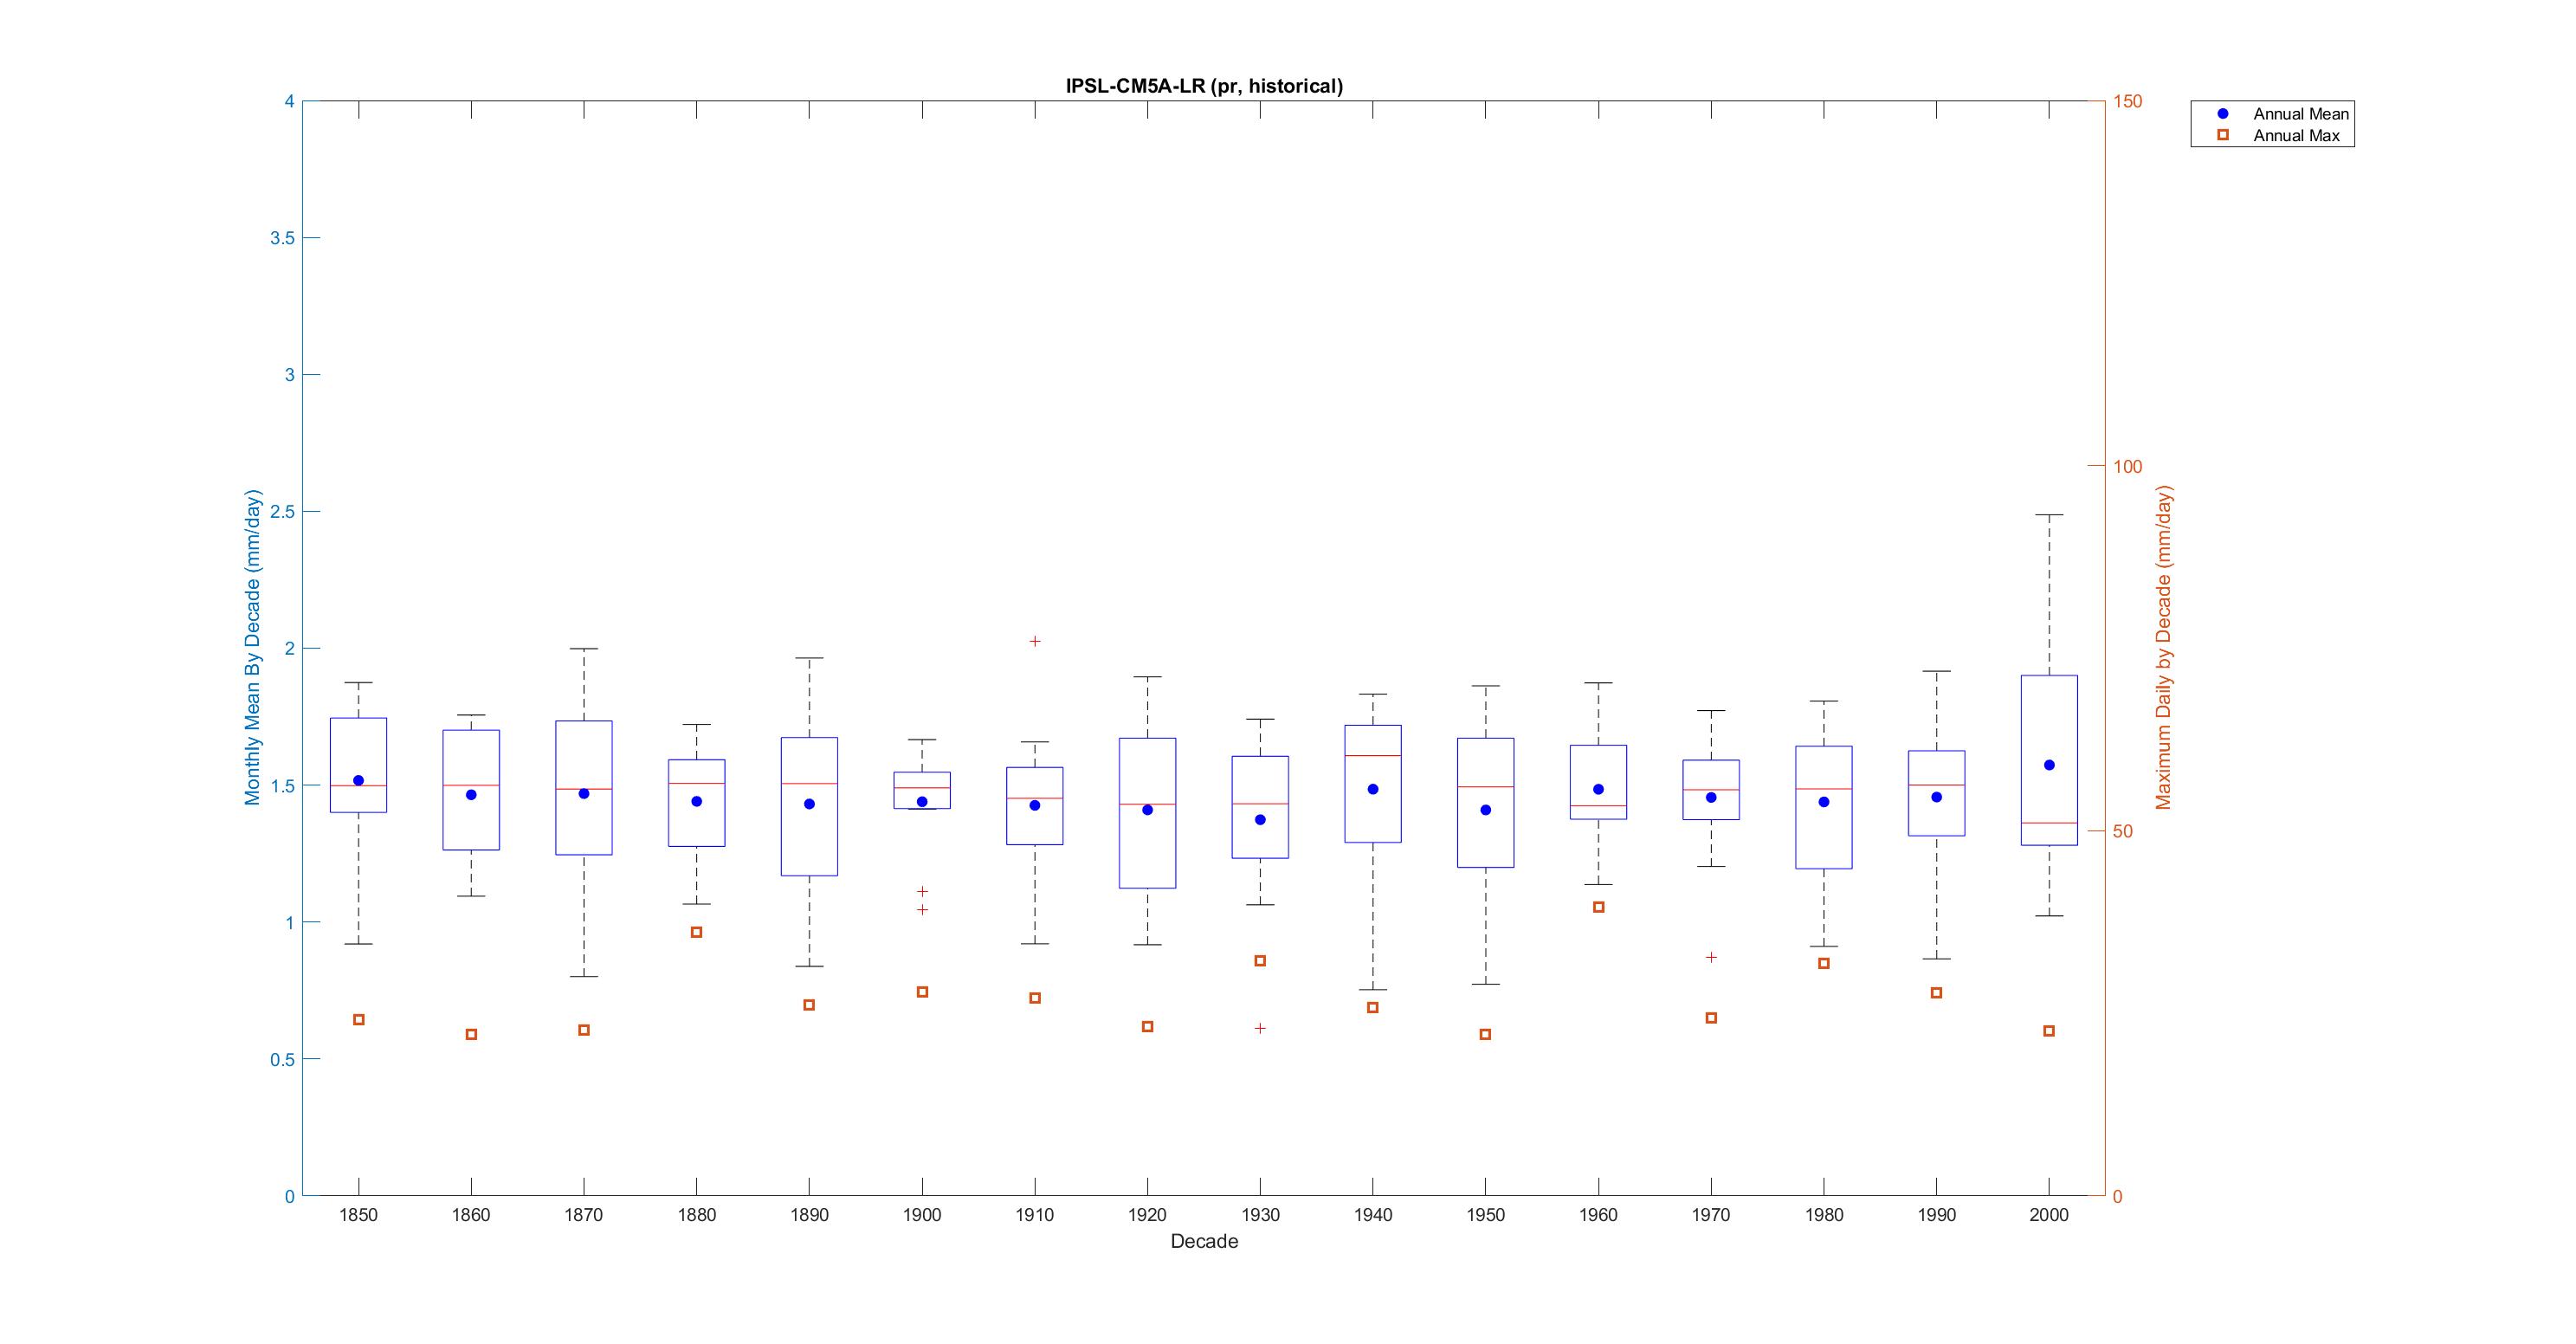 IPSL-CM5A-LR (pr, historical)
Annual Mean
Annual Max
Monthly Mean By Decade (mm/day)
4
3.5
3
2.5
2
1.5
1
0.5
0
150
100
50
0
Maximum Daily by Decade (mm/day)
1850 1860 1870 1880 1890 1900 1910 1920 1930 1940 1950 1960 1970 1980 1990 2000
Decade